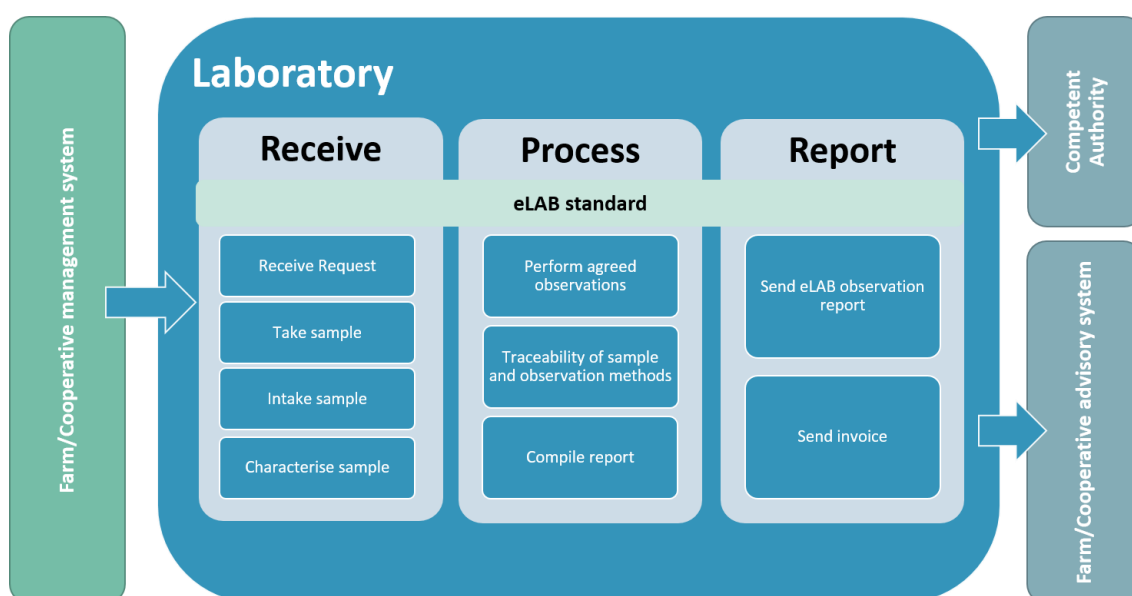 Farm/Cooperative management system
Laboratory
Receive
Process
Report
eLAB standard
Receive Request
Take sample
Intake sample
Characterise sample
Perform agreed
observations
Traceability of sample
and observation methods
Compile report
Send eLAB observation
report
Send invoice
Competent
Authority
Farm/Cooperative advisory system